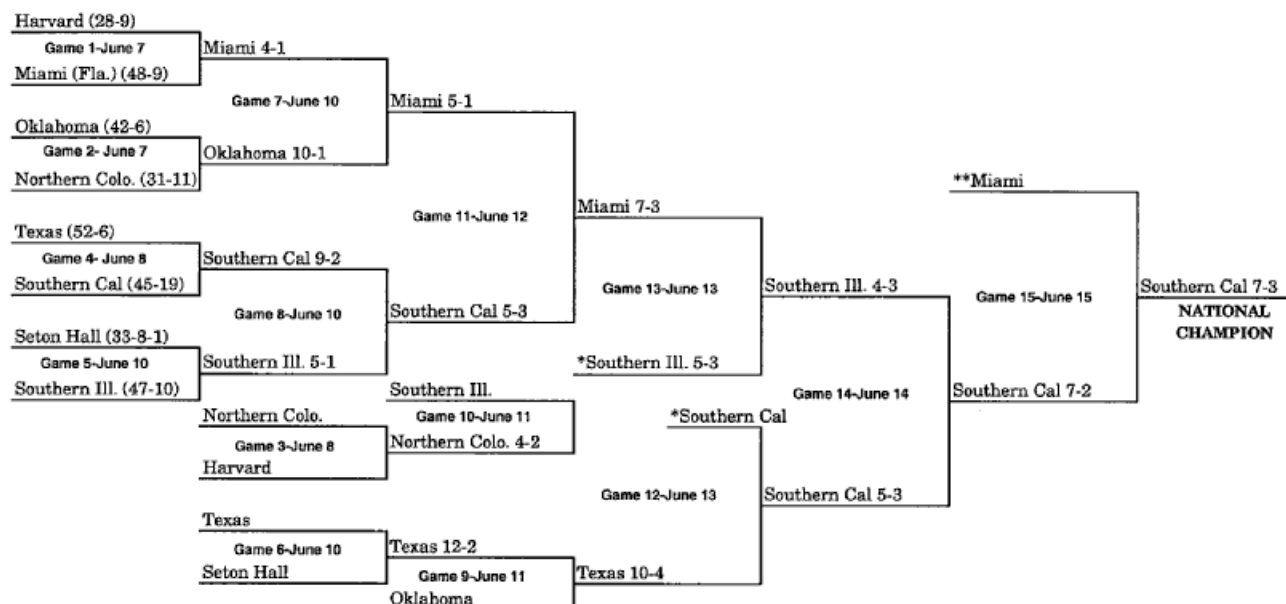 Harvard (28-9)
Game 1-June 7
Miami 4-1
Miami (Fla.) (48-9)
Game 7-June 10
Miami 5-1
Oklahoma (42-6)
Game 2- June 7
Oklahoma 10-1
Northern Colo. (31-11)
**Miami
Game 11-June 12
Miami 7-3
Texas (52-6)
Game 4- June 8
Southern Cal 9-2
Southern Cal (45-19)
Game 13-June 13
Southern Ill. 4-3
Game 15-June 15
Southern Cal 7-3
NATIONAL
CHAMPION
Game 8-June 10
Southern Cal 5-3
Seton Hall (33-8-1)
Game 5-June 10
Southern Ill. 5-1
*Southern Ill. 5-3
Southern Ill. (47-10)
Southern Ill.
Game 14-June 14
Southern Cal 7-2
Northern Colo.
Game 10-June 11
*Southern Cal
Game 3-June 8
Northern Colo. 4-2
Harvard
Game 12-June 13
Southern Cal 5-3
Texas
Game 6-June 10
Texas 12-2
Seton Hall
Game 9-June 11
Texas 10-4
Oklahoma